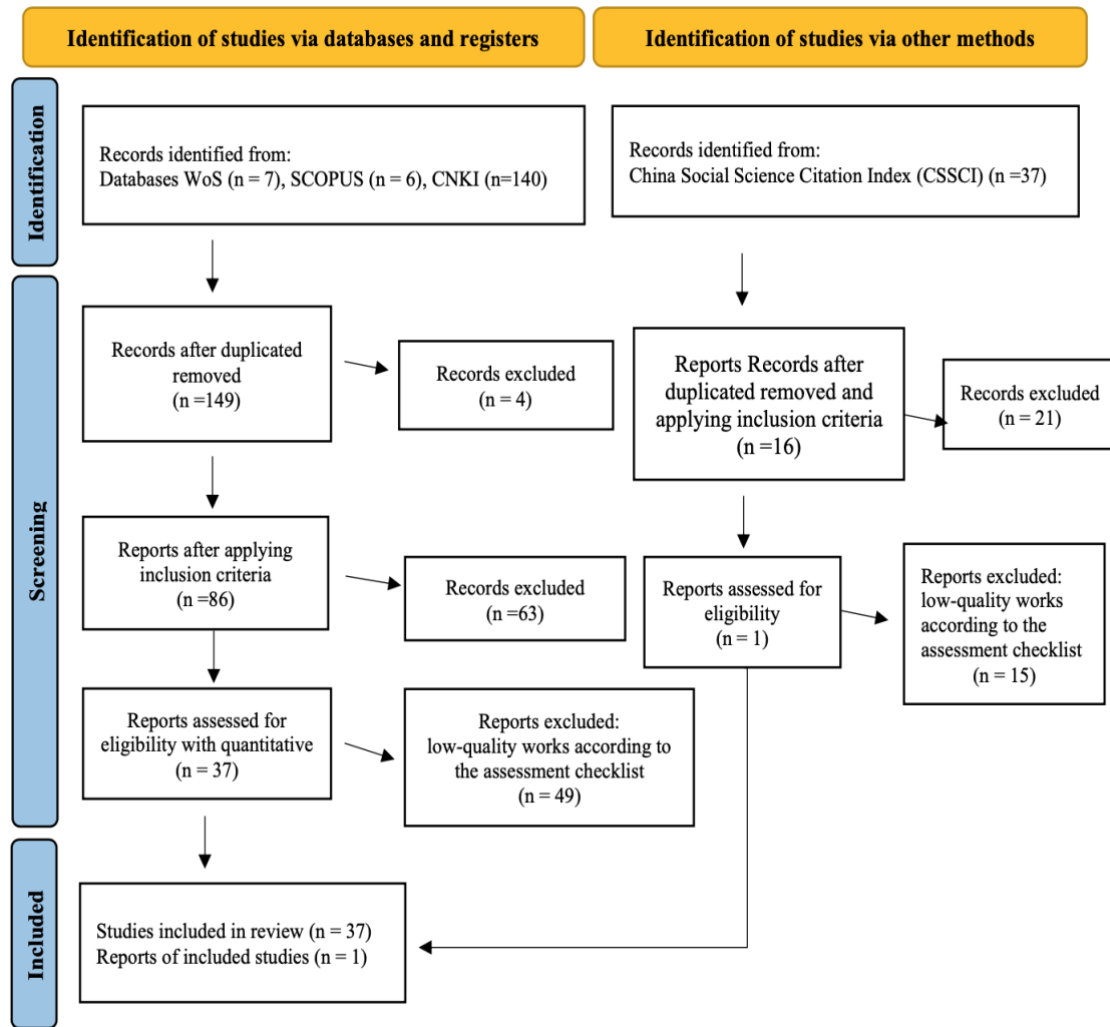 Identification of studies via databases and registers
Identification of studies via other methods
Identification
Records identified from:
Databases WoS (n = 7), SCOPUS (n = 6), CNKI (n=140)
Records identified from:
China Social Science Citation Index (CSSCI) (n =37)
Screening
Records after duplicated
removed
(n =149)
Records excluded
(n = 4)
Reports Records after
duplicated removed and
applying inclusion criteria
(n =16)
Records excluded
(n = 21)
Reports after applying
inclusion criteria
(n =86)
Records excluded
(n =63)
Reports assessed for
eligibility
(n = 1)
Reports excluded:
low-quality works
according to the
assessment checklist
(n = 15)
Reports assessed for
eligibility with quantitative
(n = 37)
Reports excluded:
low-quality works according to
the assessment checklist
(n = 49)
Included
Studies included in review (n = 37)
Reports of included studies (n = 1)